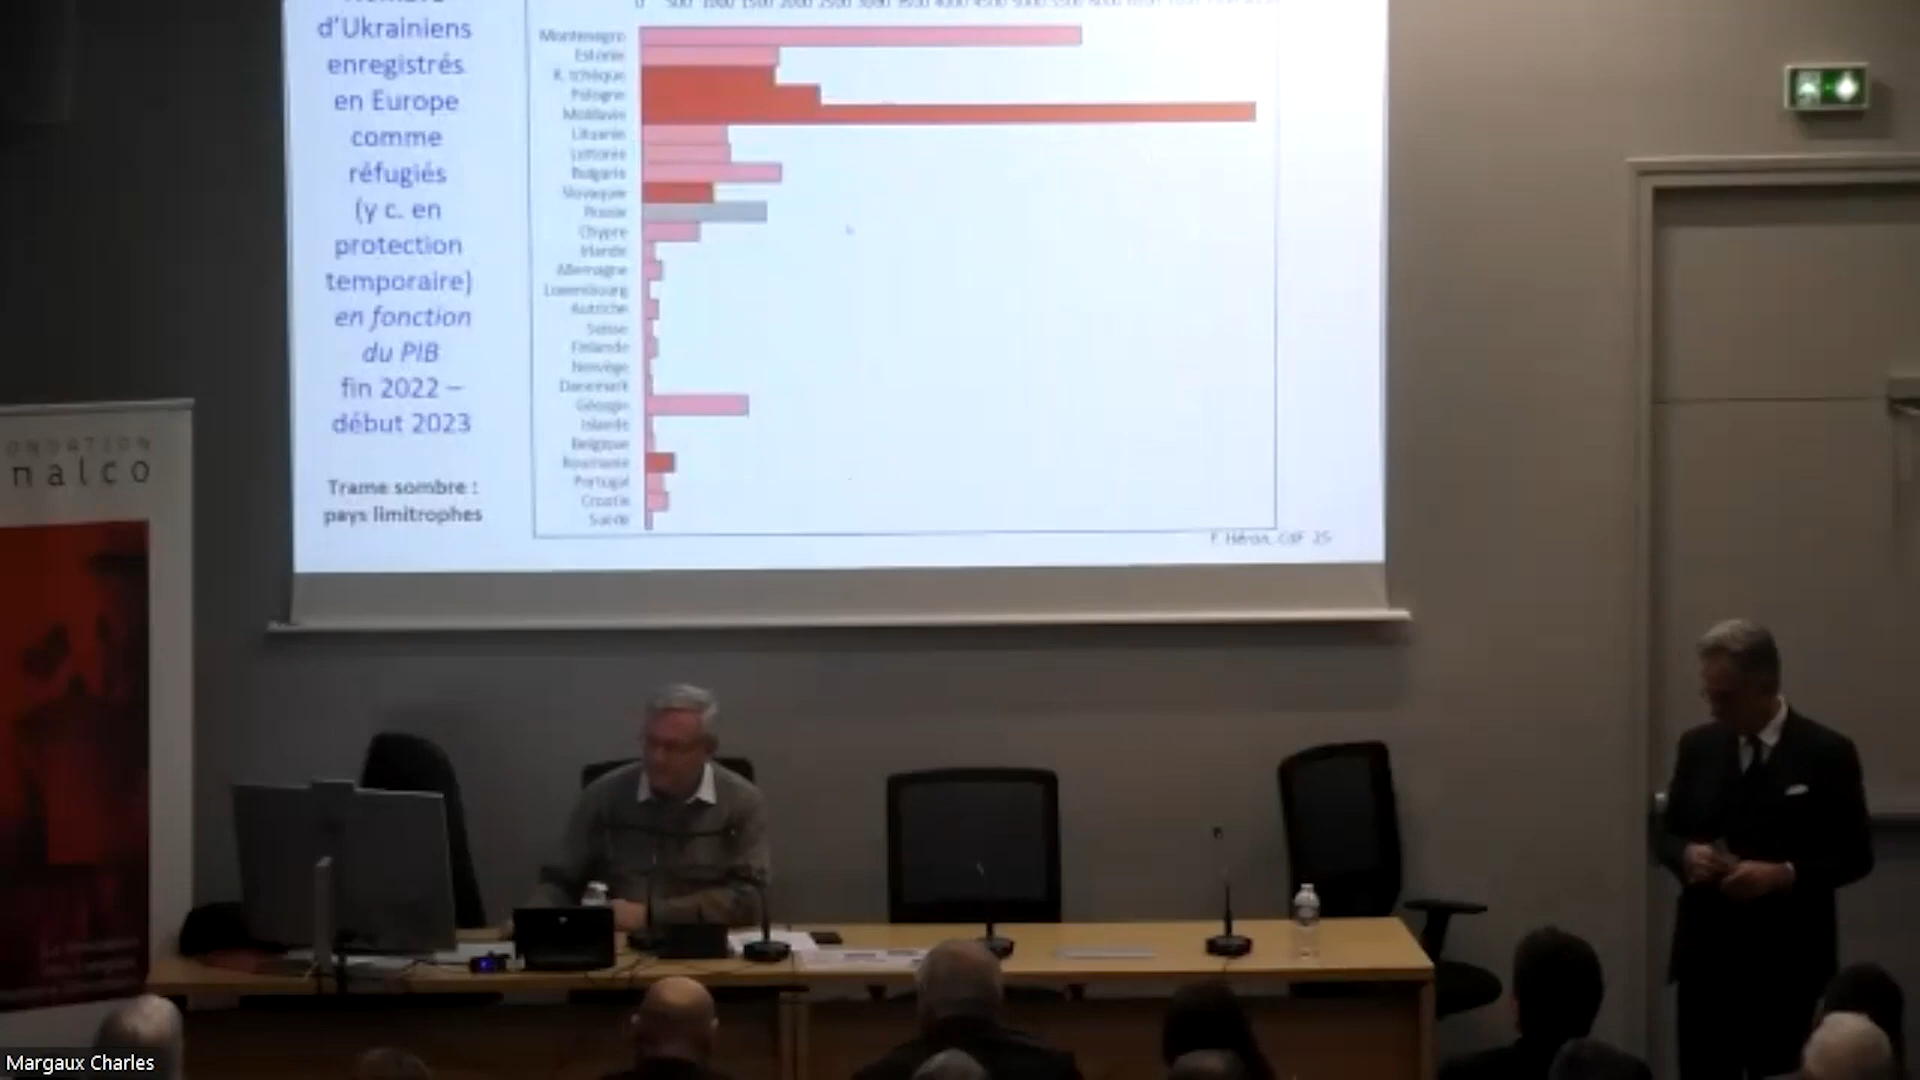 d'Ukrainiens
enregistrés
en Europe
comme
réfugiés
(y c. en
protection
temporaire)
en fonction
du PIB
fin 2022 –
début 2023
Trame sombre :
pays limitrophes
Montenegro
Estonie
R. tchèque
Pologne
Moldavie
Lituanie
Lettonie
Bulgarie
Slovaquie
Russie
Chypre
Irlande
Allemagne
Luxembourg
Autriche
Suisse
Finlande
Norvège
Danemark
Géorgie
Islande
Belgique
Roumanie
Portugal
Croatie
Suède
nalco
Margaux Charles